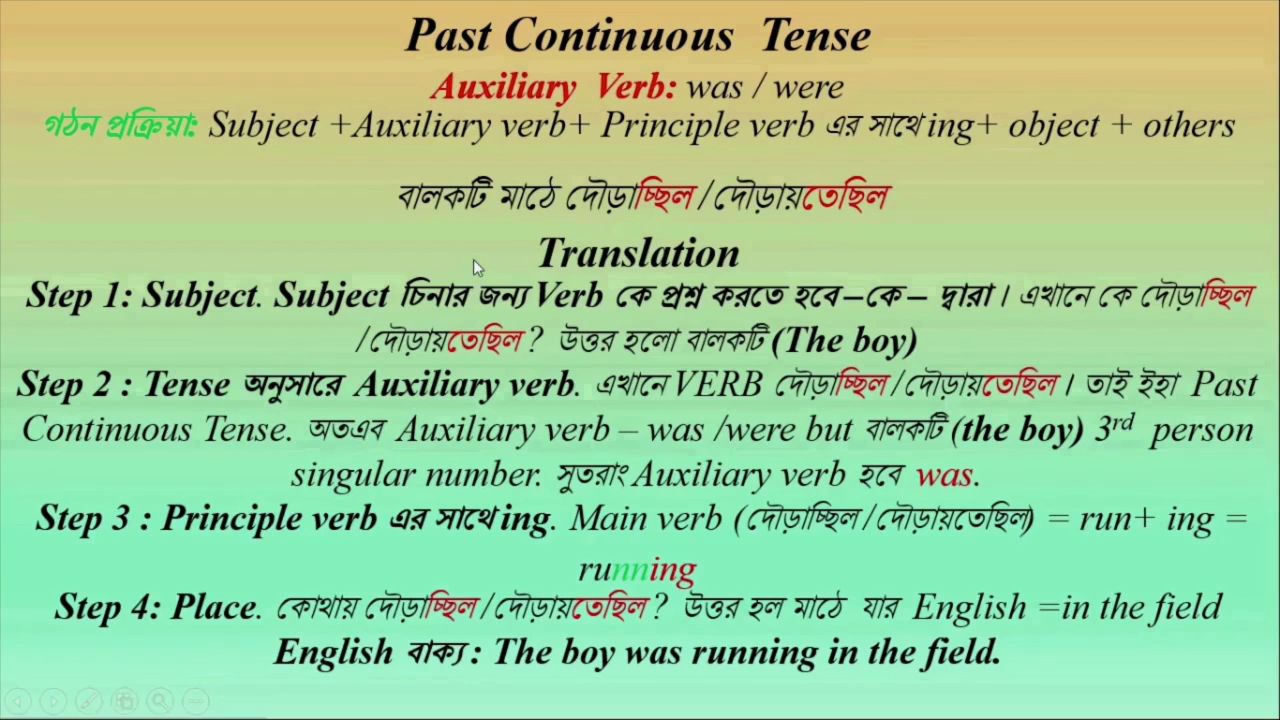 Past Continuous Tense
Auxiliary Verb: was / were
গঠন প্রক্রিয়া: Subject +Auxiliary verb+ Principle verb এর সাথে ing+ object + others
বালকটি মাঠে দৌড়াচ্ছিল /দৌড়ায়তেছিল
Translation
Step 1: Subject. Subject চিনার জন্য Verb কে প্রশ্ন করতে হবে–কে– দ্বারা। এখানে কে দৌড়াচ্ছিল
/দৌড়ায়তেছিল ? উত্তর হলো বালকটি (The boy)
Step 2 : Tense অনুসারে Auxiliary verb. এখানে VERB দৌড়াচ্ছিল /দৌড়ায়তেছিল । তাই ইহা Past
Continuous Tense. অতএব Auxiliary verb – was /were but বালকটি (the boy) 3rd person
singular number. সুতরাং Auxiliary verb হবে was.
Step 3 : Principle verb এর সাথে ing. Main verb (দৌড়াচ্ছিল /দৌড়ায়তেছিল) = run+ ing =
running
Step 4: Place. কোথায় দৌড়াচ্ছিল /দৌড়ায়তেছিল ? উত্তর হল মাঠে যার English =in the field
English বাক্য: The boy was running in the field.